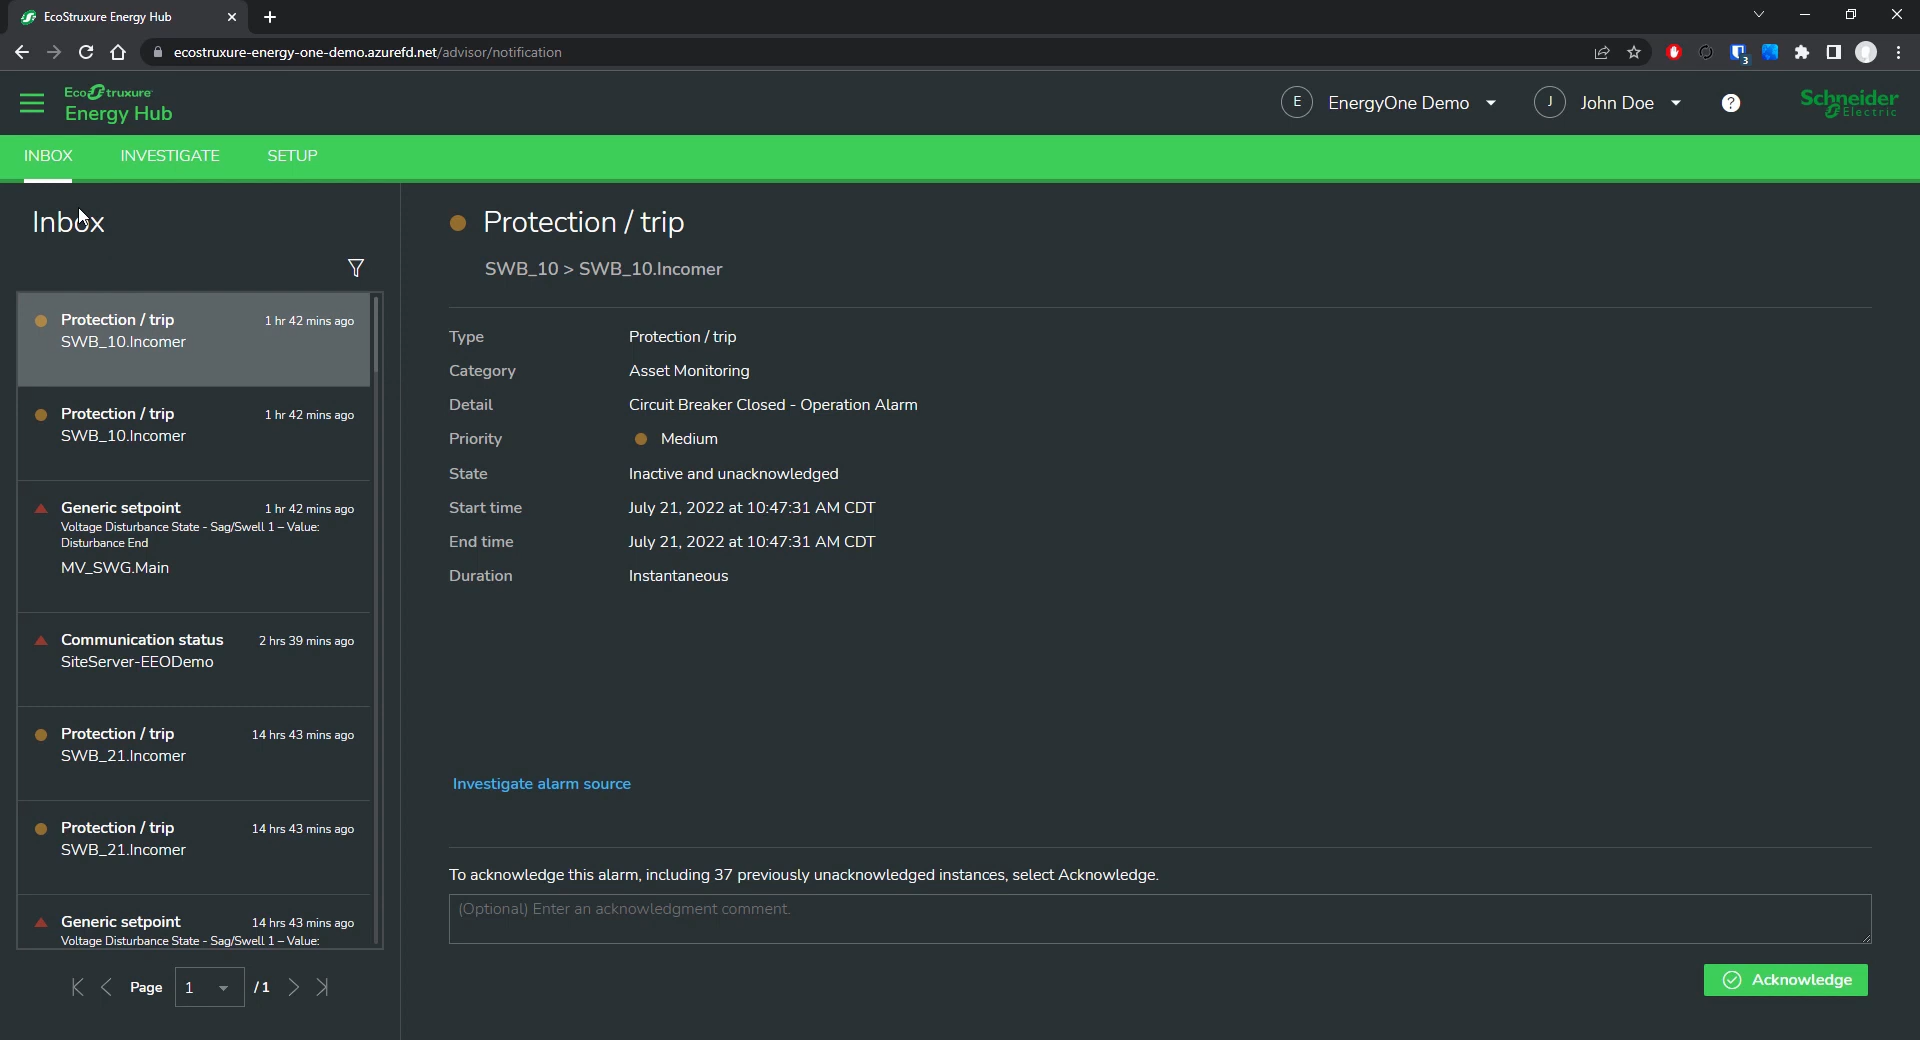 EcoStruxure Energy Hub
ecostruxure-energy-one-demo.azurefd.net/advisor/notification
3
EcoStruxure
Energy Hub
E EnergyOne Demo
J John Doe
?
Schneider
Electric
INBOX INVESTIGATE SETUP
Inbox
Protection / trip 1 hr 42 mins ago
SWB_10.Incomer
Protection / trip 1 hr 42 mins ago
SWB_10.Incomer
Generic setpoint 1 hr 42 mins ago
Voltage Disturbance State - Sag/Swell 1 – Value:
Disturbance End
MV_SWG.Main
Communication status 2 hrs 39 mins ago
SiteServer-EEODemo
Protection / trip 14 hrs 43 mins ago
SWB_21.Incomer
Protection / trip 14 hrs 43 mins ago
SWB_21.Incomer
Generic setpoint 14 hrs 43 mins ago
Voltage Disturbance State - Sag/Swell 1 – Value:
Page 1 / 1
Protection / trip
SWB_10 > SWB_10.Incomer
Type Protection / trip
Category Asset Monitoring
Detail Circuit Breaker Closed - Operation Alarm
Priority Medium
State Inactive and unacknowledged
Start time July 21, 2022 at 10:47:31 AM CDT
End time July 21, 2022 at 10:47:31 AM CDT
Duration Instantaneous
Investigate alarm source
To acknowledge this alarm, including 37 previously unacknowledged instances, select Acknowledge.
(Optional) Enter an acknowledgment comment.
Acknowledge